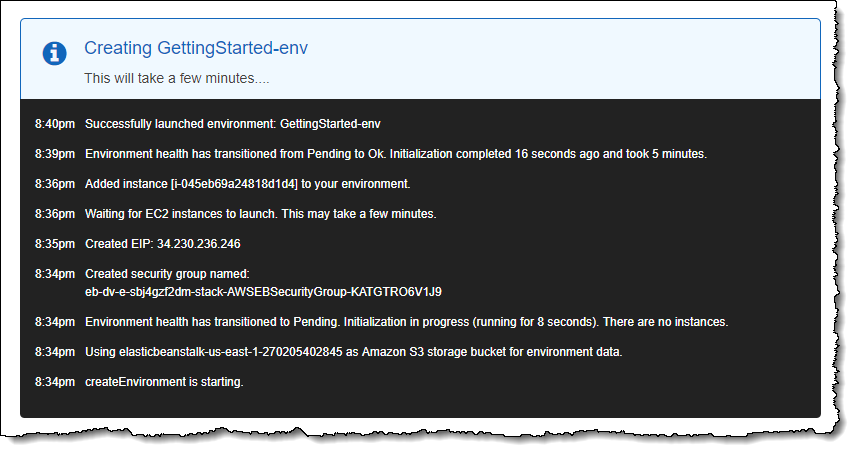 Creating GettingStarted-env
This will take a few minutes....
8:40pm Successfully launched environment: GettingStarted-env
8:39pm Environment health has transitioned from Pending to Ok. Initialization completed 16 seconds ago and took 5 minutes.
8:36pm Added instance [i-045eb69a24818d1d4] to your environment.
8:36pm Waiting for EC2 instances to launch. This may take a few minutes.
8:35pm Created EIP: 34.230.236.246
8:34pm Created security group named:
eb-dv-e-sbj4gzf2dm-stack-AWSEBSecurityGroup-KATGTRO6V1J9
8:34pm Environment health has transitioned to Pending. Initialization in progress (running for 8 seconds). There are no instances.
8:34pm Using elasticbeanstalk-us-east-1-270205402845 as Amazon S3 storage bucket for environment data.
8:34pm createEnvironment is starting.